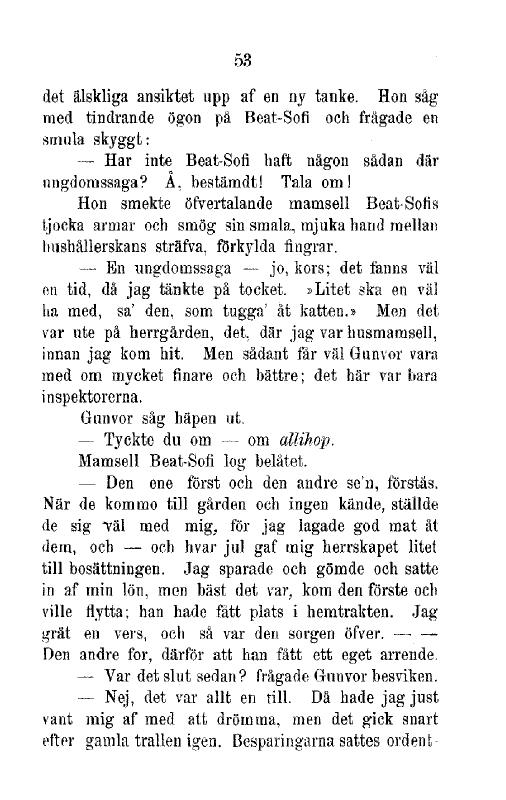 53
det älskliga ansiktet upp af en ny tanke. Hon såg
med tindrande ögon på Beat-Sofi och frågade en
smula skyggt:
— Har inte Beat-Sofi haft någon sådan där
ungdomssaga? Å, bestämdt! Tala om!
Hon smekte öfvertalande mamsell Beat-Sofis
tjocka armar och smög sin smala, mjuka hand mellan
hushållerskans sträfva, förkylda fingrar.
— En ungdomssaga — jo, kors; det fanns väl
en tid, då jag tänkte på tocket. »Litet ska en väl
ha med, sa' den, som tugga' åt katten.» Men det
var ute på herrgården, det, där jag var husmamsell,
innan jag kom hit. Men sådant får väl Gunvor vara
med om mycket finare och bättre; det här var bara
inspektorerna.
Gunvor såg häpen ut.
— Tyckte du om — om allihop.
Mamsell Beat-Sofi log belåtet.
— Den ene först och den andre se'n, förstås.
När de kommo till gården och ingen kände, ställde
de sig väl med mig, för jag lagade god mat åt
dem, och — och hvar jul gaf mig herrskapet litet
till bosättningen. Jag sparade och gömde och satte
in af min lön, men bäst det var, kom den förste och
ville flytta; han hade fått plats i hemtrakten. Jag
grät en vers, och så var den sorgen öfver. — —
Den andre for, därför att han fått ett eget arrende.
— Var det slut sedan? frågade Gunvor besviken.
— Nej, det var allt en till. Då hade jag just
vant mig af med att drömma, men det gick snart
efter gamla trallen igen. Besparingarna sattes ordent-